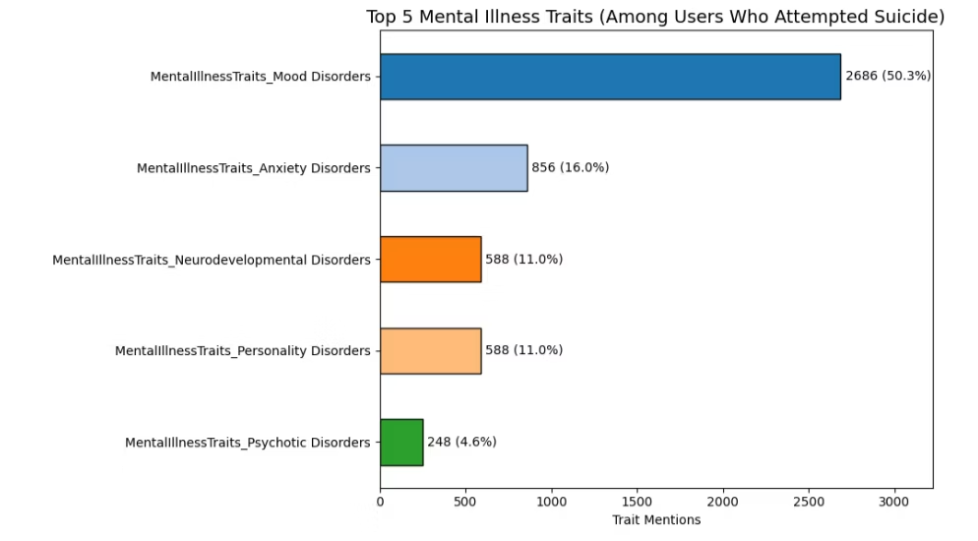 Top 5 Mental Illness Traits (Among Users Who Attempted Suicide)
MentalIllnessTraits_Mood Disorders
2686 (50.3%)
MentalIllnessTraits_Anxiety Disorders
856 (16.0%)
MentalIllnessTraits_Neurodevelopmental Disorders
588 (11.0%)
MentalIllnessTraits_Personality Disorders
588 (11.0%)
MentalIllnessTraits_Psychotic Disorders
248 (4.6%)
0 500 1000 1500 2000 2500 3000
Trait Mentions